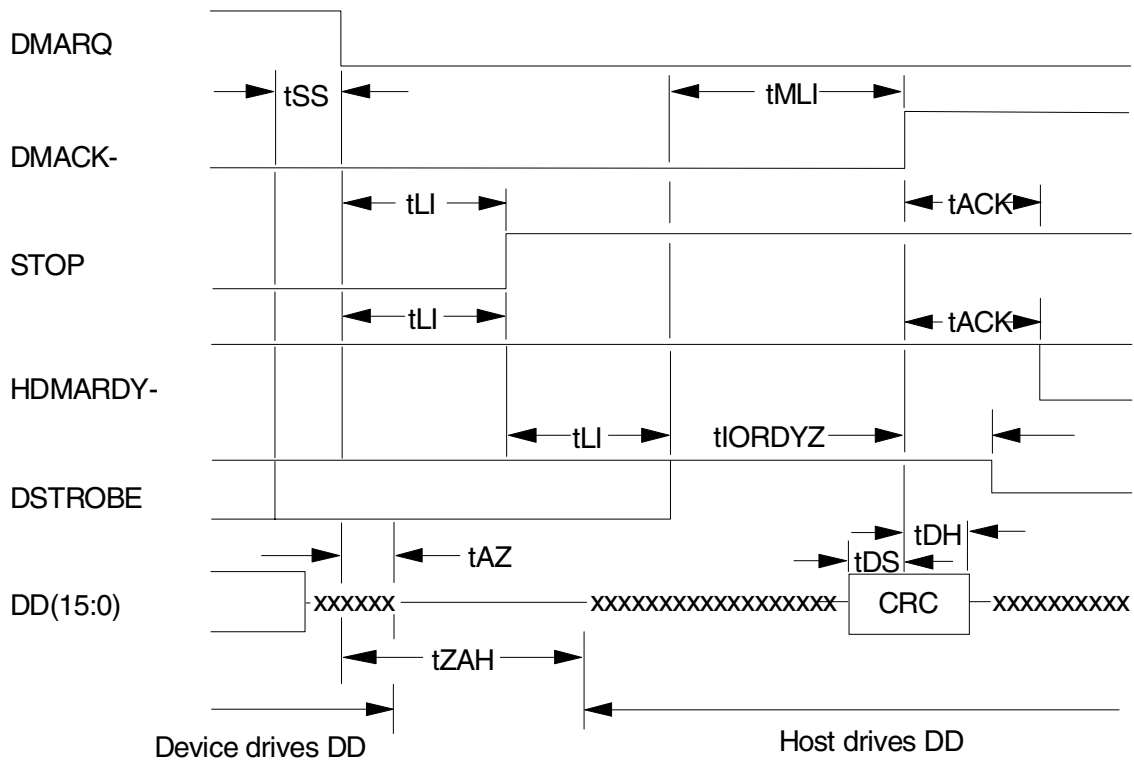 DMARQ
tSS
tMLI
DMACK-
tLI
tACK
STOP
tLI
tACK
HDMARDY-
tLI
tIORDYZ
DSTROBE
tAZ
tDH
tDS
DD(15:0)
xxxxxx
xxxxxxxxxxxxxxxxxx
CRC
xxxxxxxxxx
tZAH
Device drives DD
Host drives DD